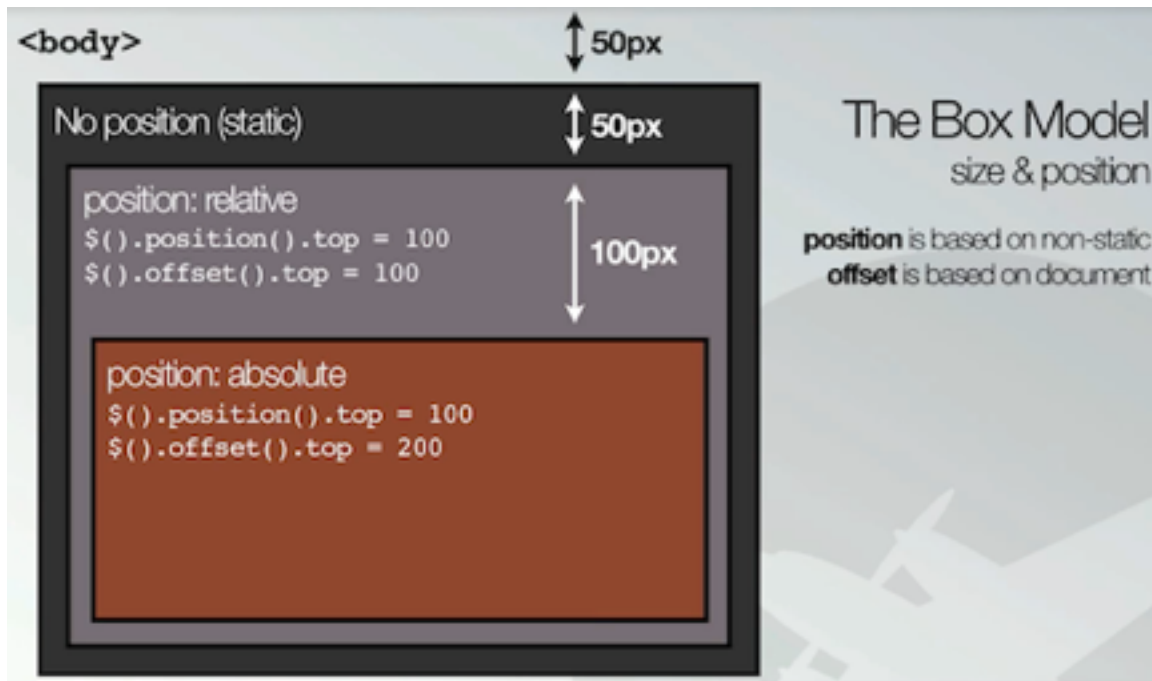 <body>
50px
No position (static)
50px
The Box Model
size & position
position: relative
$().position().top = 100
$().offset().top = 100
100px
position is based on non-static
offset is based on document
position: absolute
$().position().top = 100
$().offset().top = 200